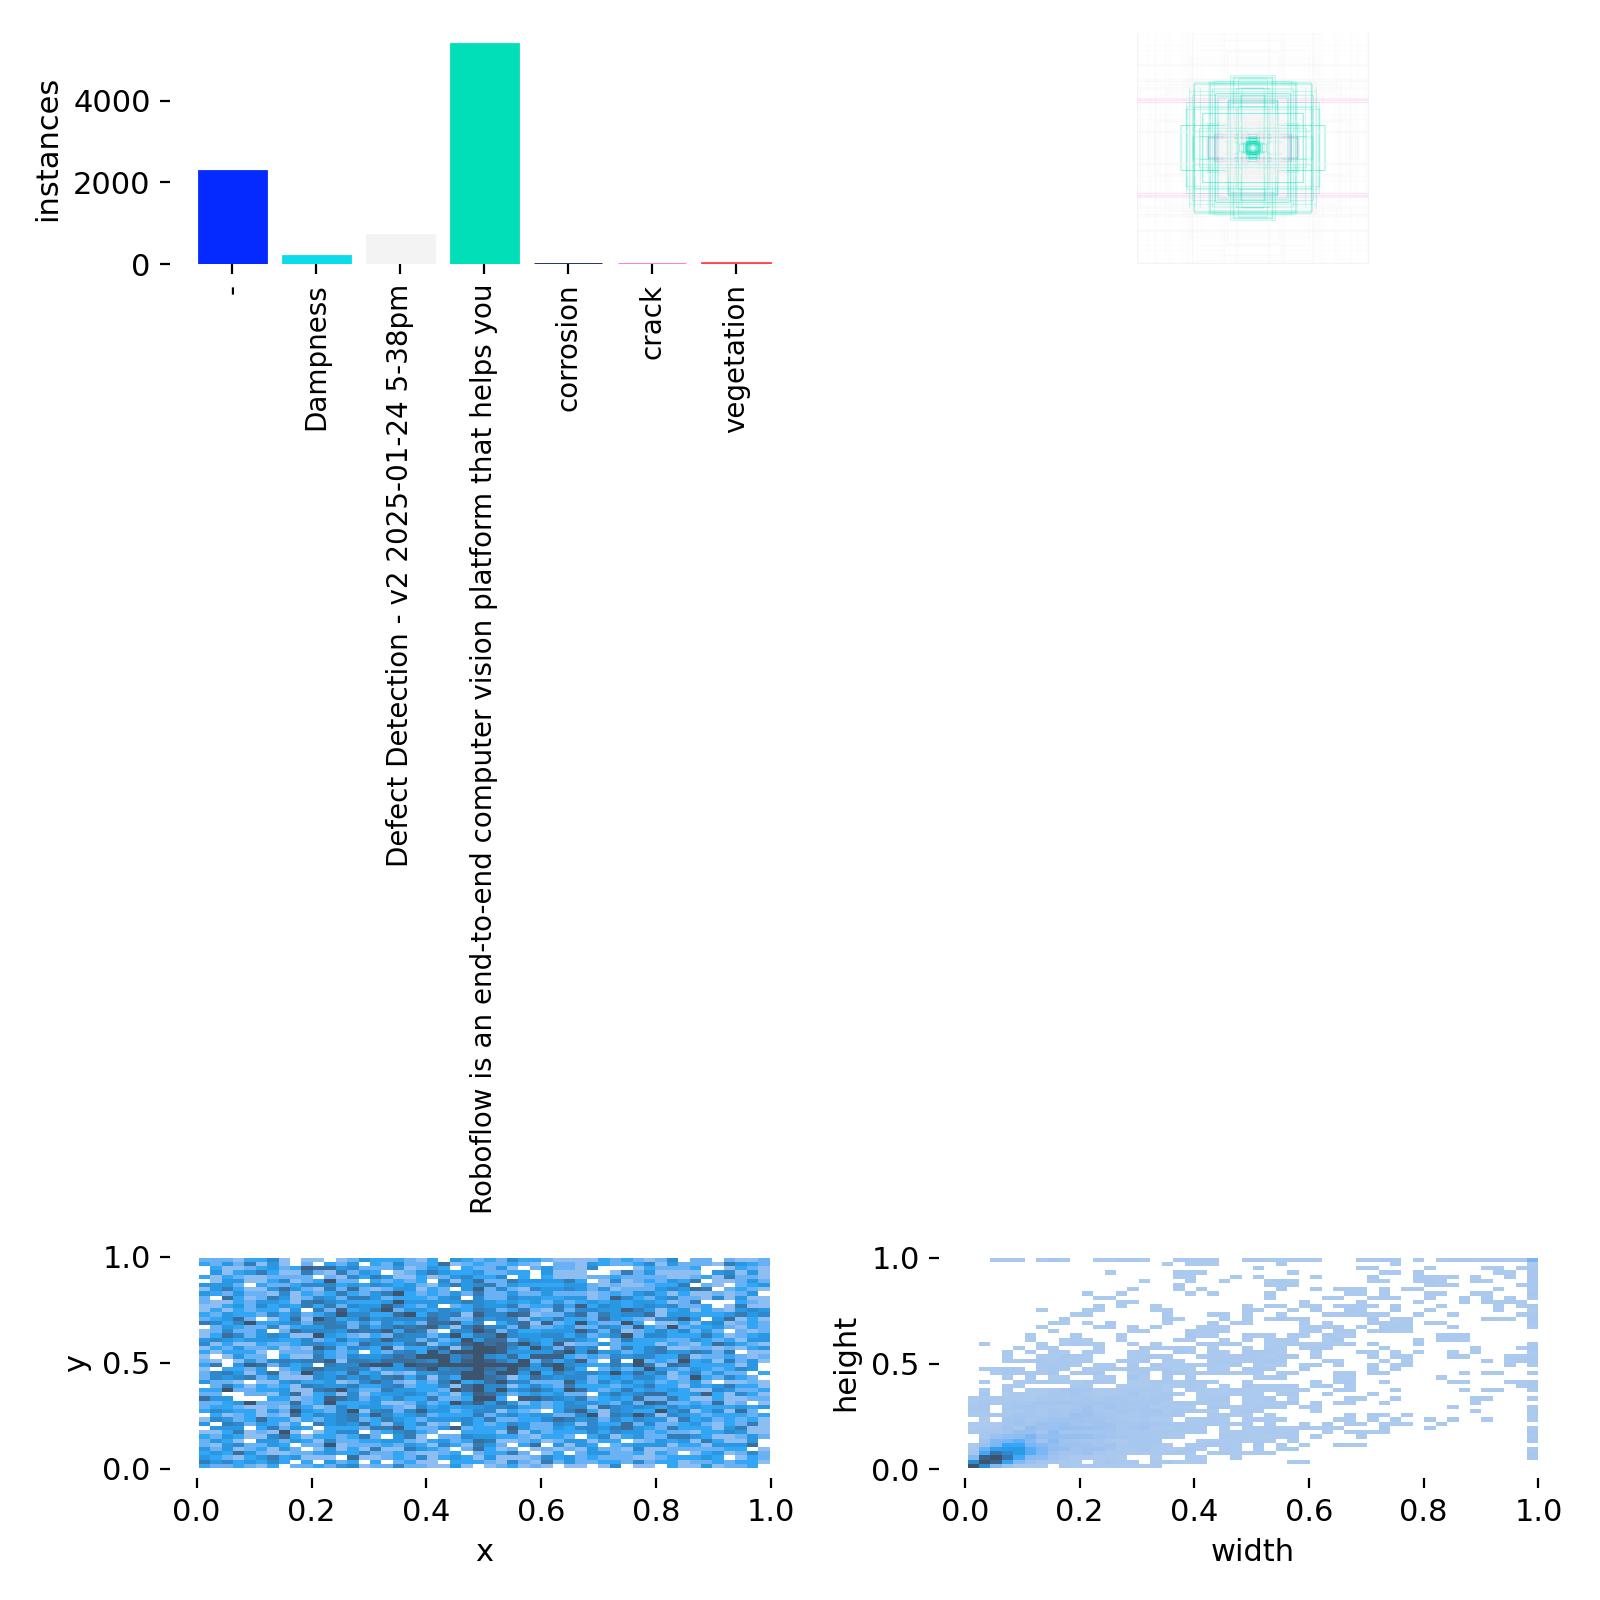 instances
4000
2000
0
-
Dampness
Defect Detection - v2 2025-01-24 5-38pm
Roboflow is an end-to-end computer vision platform that helps you
corrosion
crack
vegetation
y
1.0
0.5
0.0
0.0 0.2 0.4 0.6 0.8 1.0
x
height
1.0
0.5
0.0
0.0 0.2 0.4 0.6 0.8 1.0
width